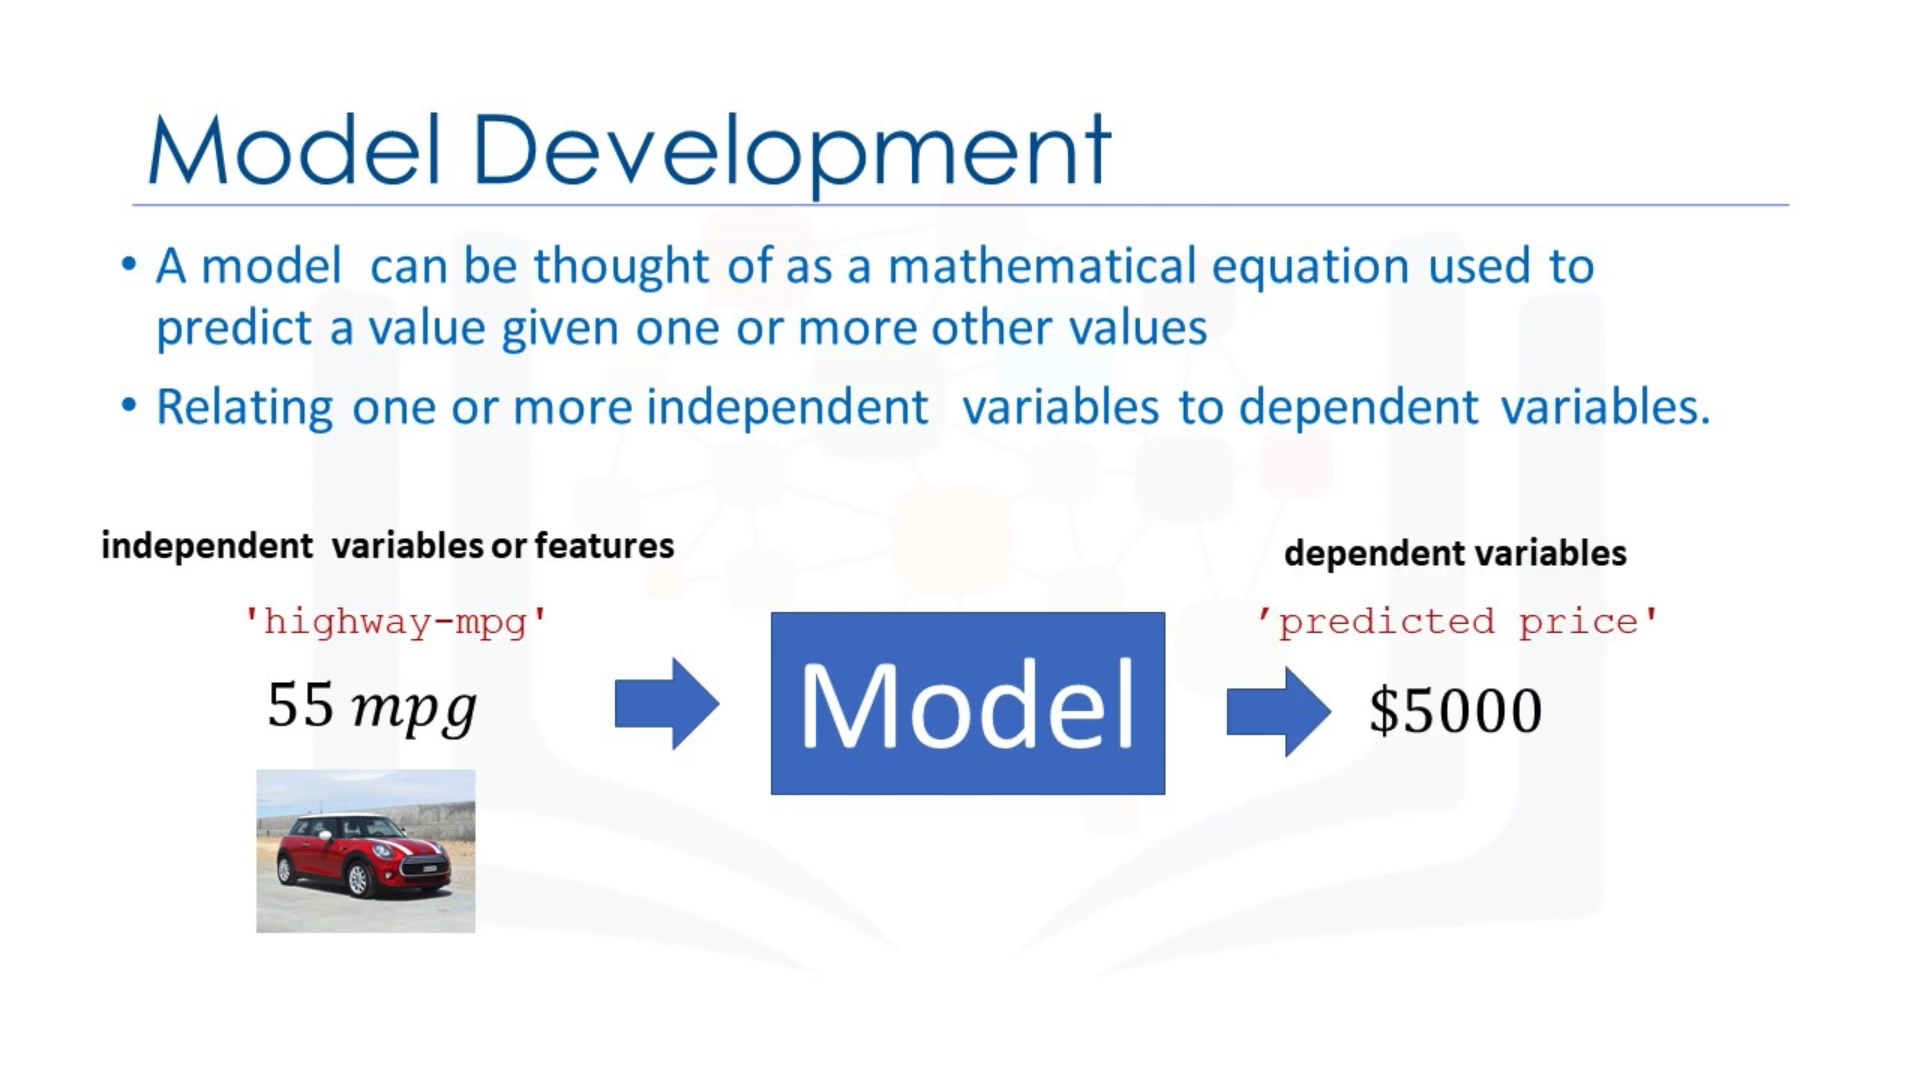 Model Development
• A model can be thought of as a mathematical equation used to
predict a value given one or more other values
• Relating one or more independent variables to dependent variables.
independent variables or features
dependent variables
'highway-mpg'
’predicted price'
55 mpg
Model
$5000